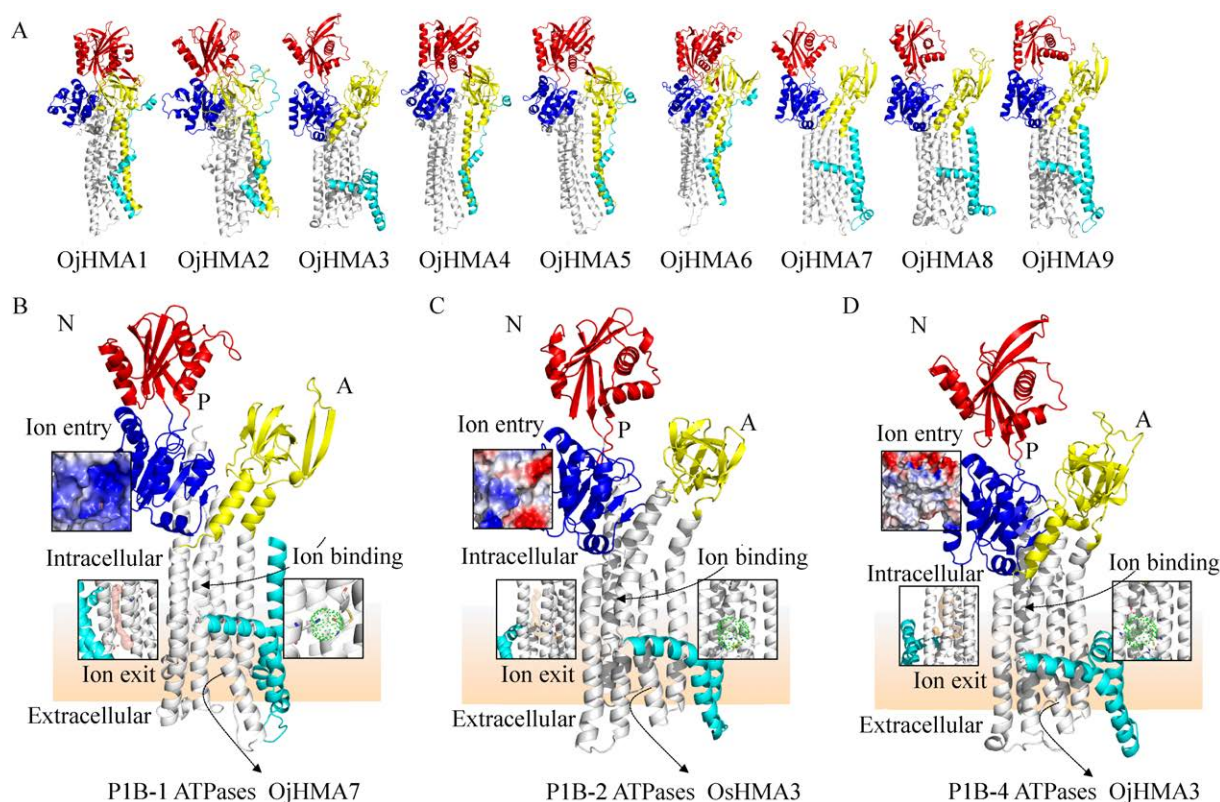 A
OjHMA1 OjHMA2 OjHMA3 OjHMA4 OjHMA5 OjHMA6 OjHMA7 OjHMA8 OjHMA9
B
N
A
P
Ion entry
Intracellular
Ion binding
Ion exit
Extracellular
P1B-1 ATPases OjHMA7
C
N
A
P
Ion entry
Intracellular
Ion binding
Ion exit
Extracellular
P1B-2 ATPases OsHMA3
D
N
A
P
Ion entry
Intracellular
Ion binding
Ion exit
Extracellular
P1B-4 ATPases OjHMA3